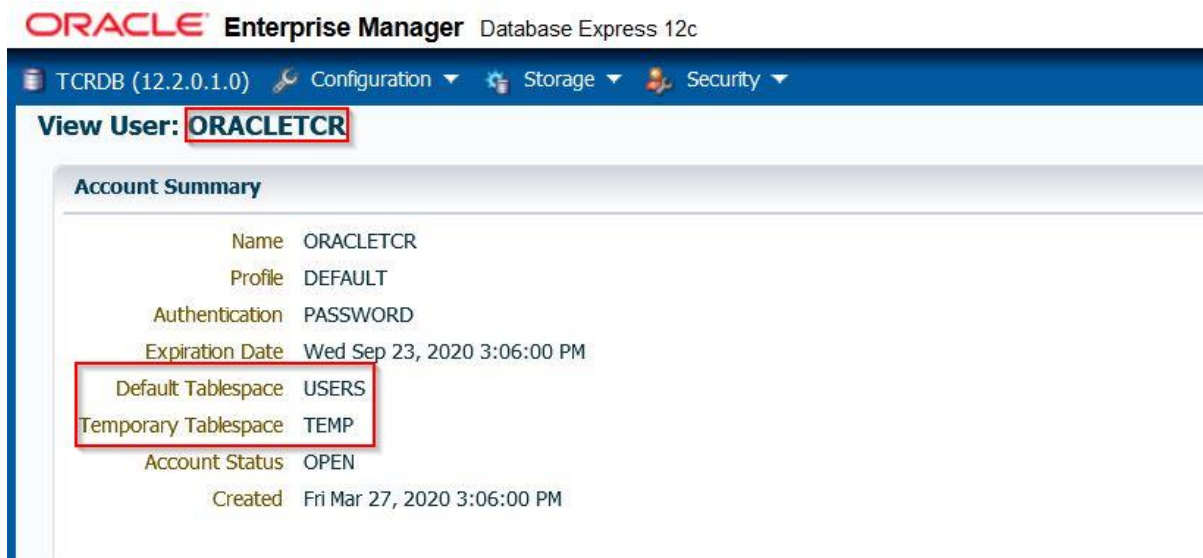 ORACLE Enterprise Manager Database Express 12c
TCRDB (12.2.0.1.0) Configuration Storage Security
View User: ORACLETCR
Account Summary
Name ORACLETCR
Profile DEFAULT
Authentication PASSWORD
Expiration Date Wed Sep 23, 2020 3:06:00 PM
Default Tablespace USERS
Temporary Tablespace TEMP
Account Status OPEN
Created Fri Mar 27, 2020 3:06:00 PM